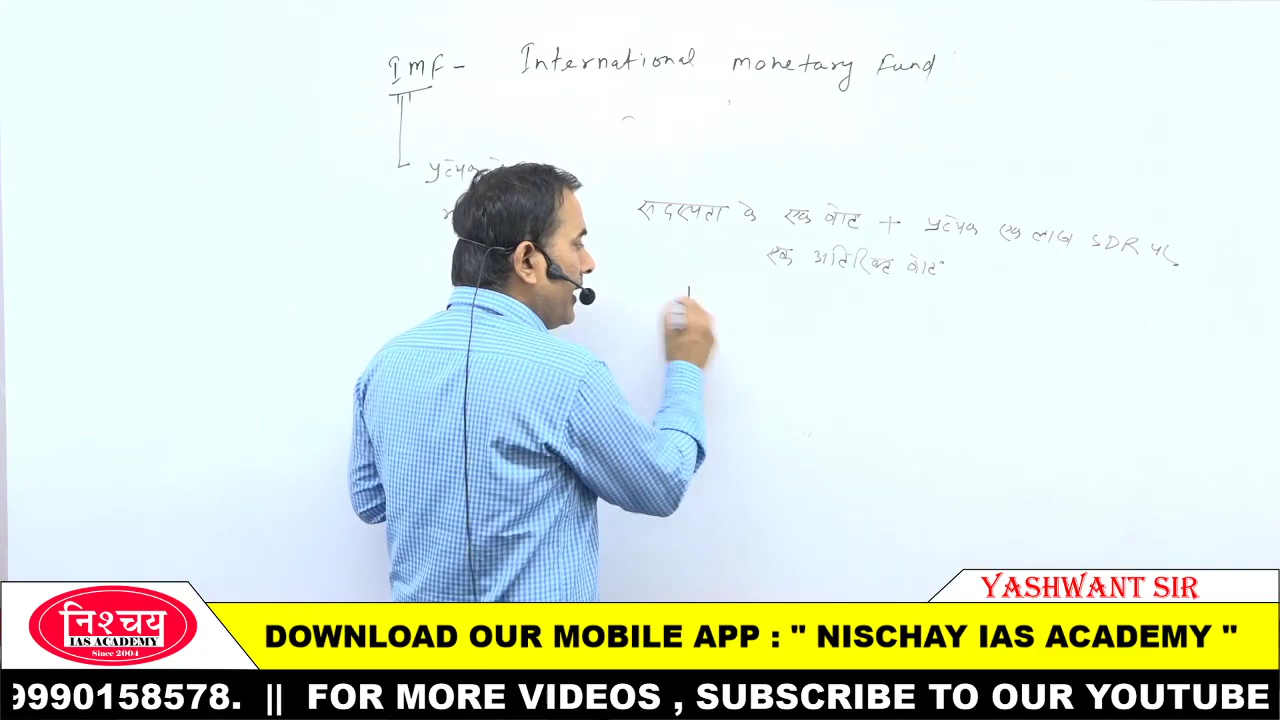 IMF - International monetary Fund
सदस्यता के एक वोट + प्रत्येक एक लाख SDR पर
एक अतिरिक्त वोट"
YASHWANT SIR
निश्चय
IAS ACADEMY
Since 2004
DOWNLOAD OUR MOBILE APP : " NISCHAY IAS ACADEMY "
9990158578. || FOR MORE VIDEOS , SUBSCRIBE TO OUR YOUTUBE